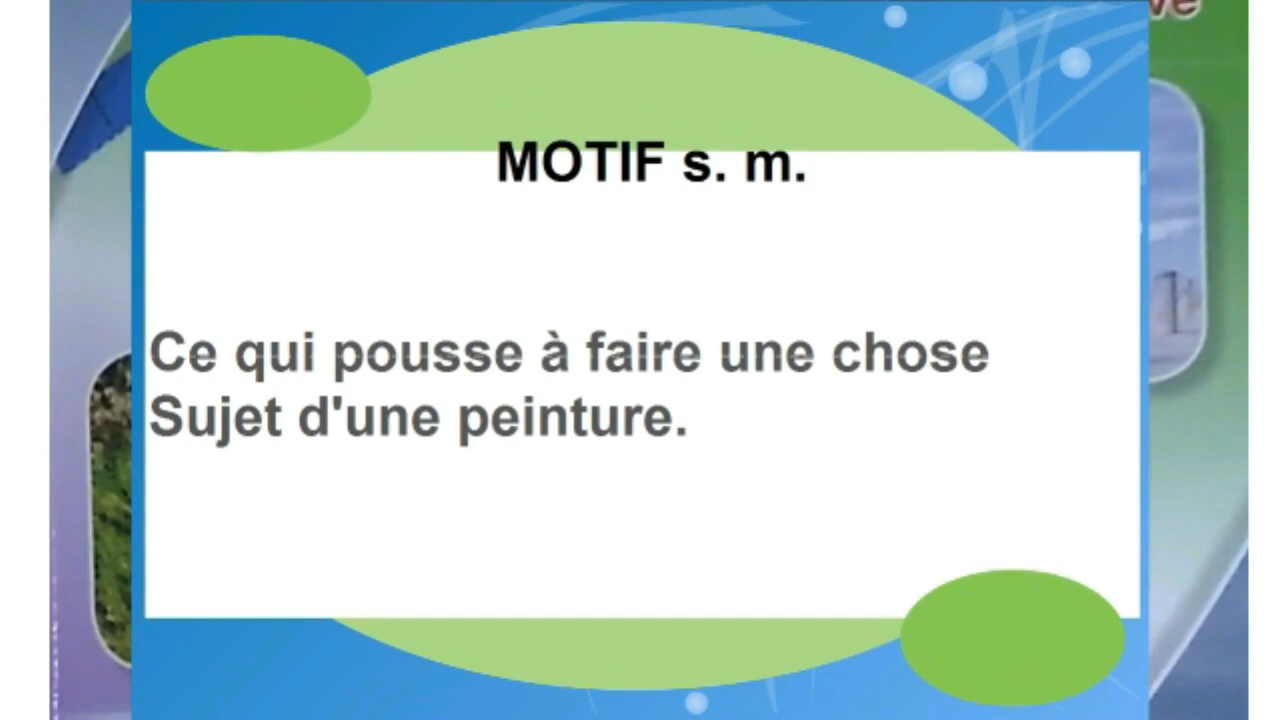 MOTIF s. m.
Ce qui pousse à faire une chose
Sujet d'une peinture.